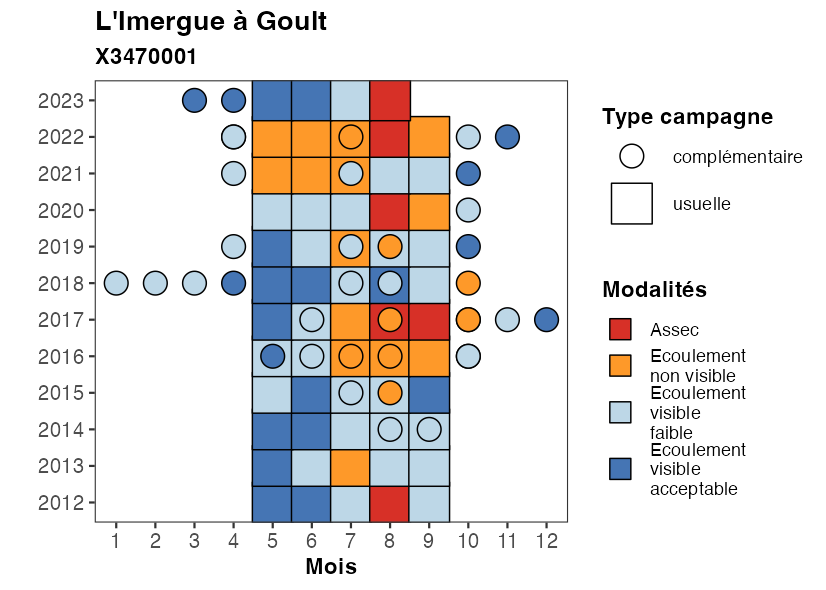 L'Imergue à Goult
X3470001
2023
2022
2021
2020
2019
2018
2017
2016
2015
2014
2013
2012
1 2 3 4 5 6 7 8 9 10 11 12
Mois
Type campagne
complémentaire
usuelle
Modalités
Assec
Ecoulement
non visible
Ecoulement
visible
faible
Ecoulement
visible
acceptable